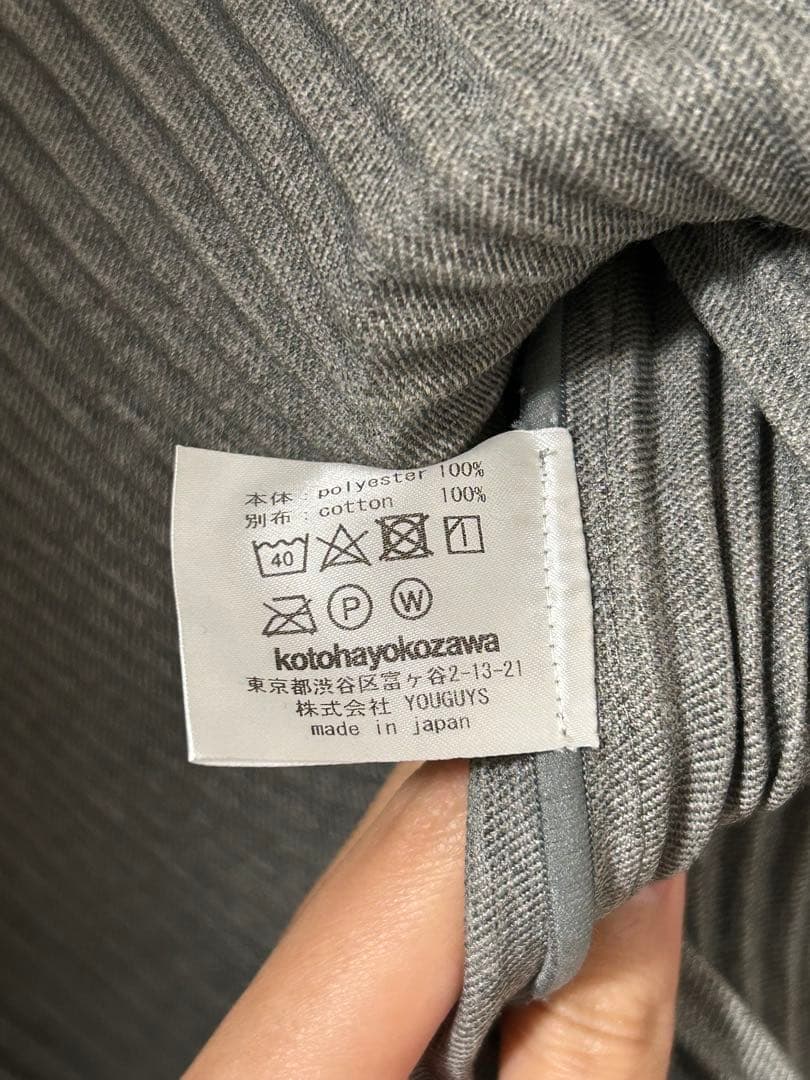 本体：polyester 100%
別布：cotton 100%
40
P W
kotohayokozawa
東京都渋谷区富ヶ谷2-13-21
株式会社 YOUGUYS
made in japan